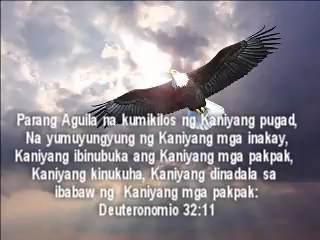 Parang Aguila na kumikilos ng Kaniyang pugad,
Na yumuyungyung ng Kaniyang mga inakay,
Kaniyang ibinubuka ang Kaniyang mga pakpak,
Kaniyang kinukuha, Kaniyang dinadala sa
ibabaw ng Kaniyang mga pakpak:
Deuteronomio 32:11